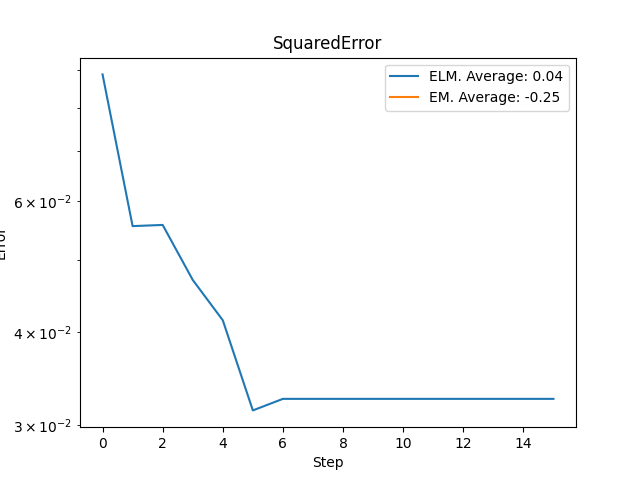 SquaredError
ELM. Average: 0.04
EM. Average: -0.25
6 × 10⁻²
4 × 10⁻²
3 × 10⁻²
Error
0 2 4 6 8 10 12 14
Step